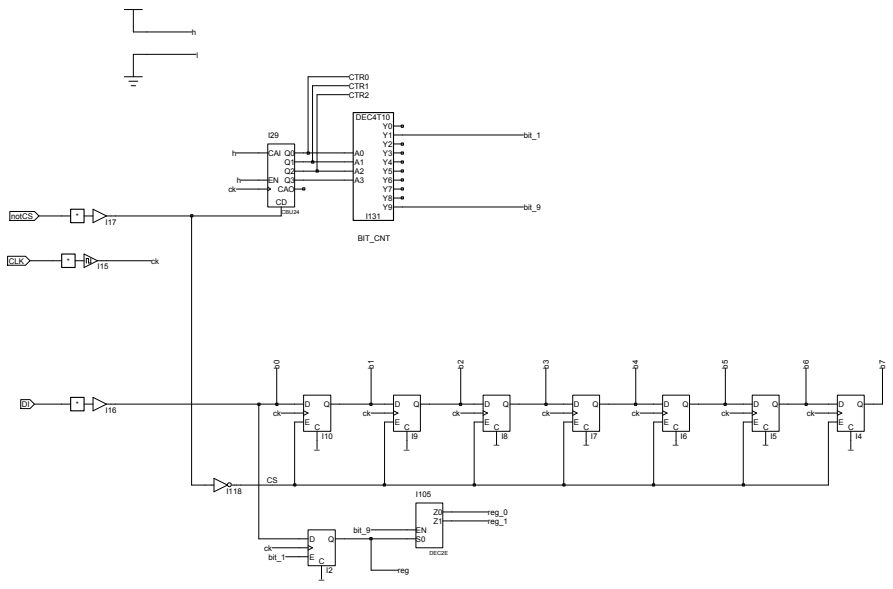 h
l
CTR0
CTR1
CTR2
DEC4T10
Y0
Y1 bit_1
I29 Y2
h CAI Q0 A0 Y3
Q1 A1 Y4
Q2 A2 Y5
h EN Q3 A3 Y6
ck CAO Y7
Y8
CD Y9 bit_9
CBU24
notCS + I17 I131
BIT_CNT
CLK + I15 ck
b0 b1 b2 b3 b4 b5 b6 b7
DI + I16
D Q D Q D Q D Q D Q D Q D Q
ck ck ck ck ck ck ck
E E E E E E E
C C C C C C C
I10 I9 I8 I7 I6 I5 I4
CS
I118
I105
Z0 reg_0
Z1 reg_1
bit_9 EN
D Q S0
ck DEC2E
bit_1 E
C
I2 reg